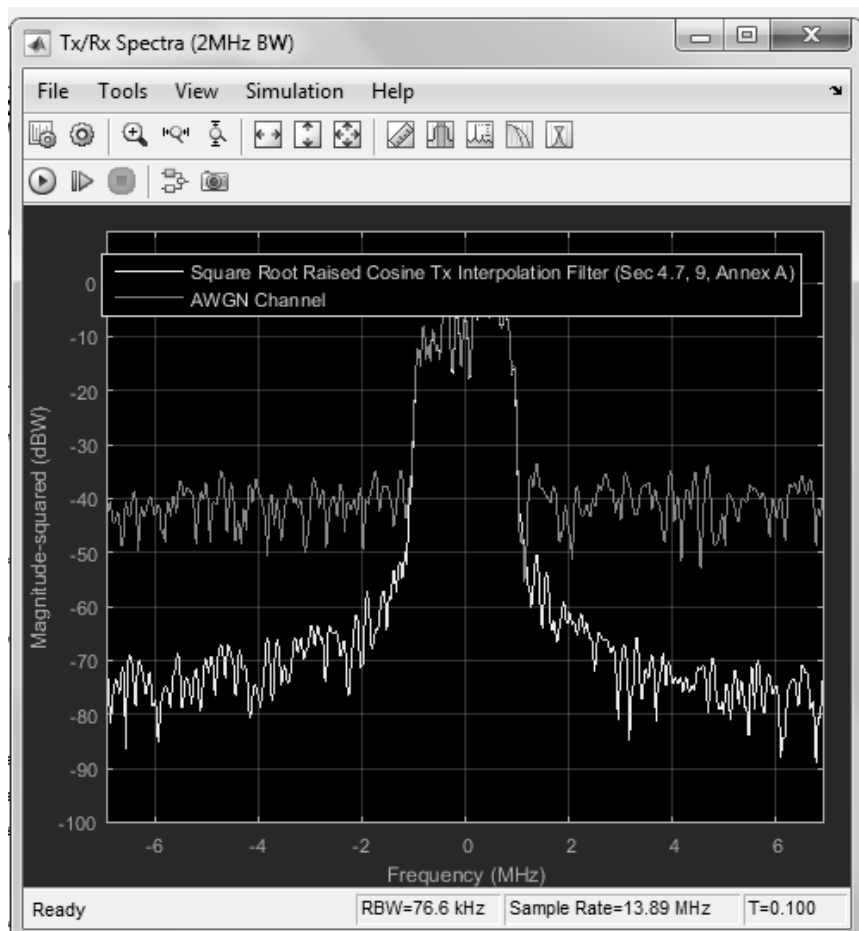 Tx/Rx Spectra (2MHz BW)
File Tools View Simulation Help
Square Root Raised Cosine Tx Interpolation Filter (Sec 4.7, 9, Annex A)
AWGN Channel
0
-10
-20
-30
-40
-50
-60
-70
-80
-90
-100
Magnitude-squared (dBW)
-6 -4 -2 0 2 4 6
Frequency (MHz)
Ready RBW=76.6 kHz Sample Rate=13.89 MHz T=0.100